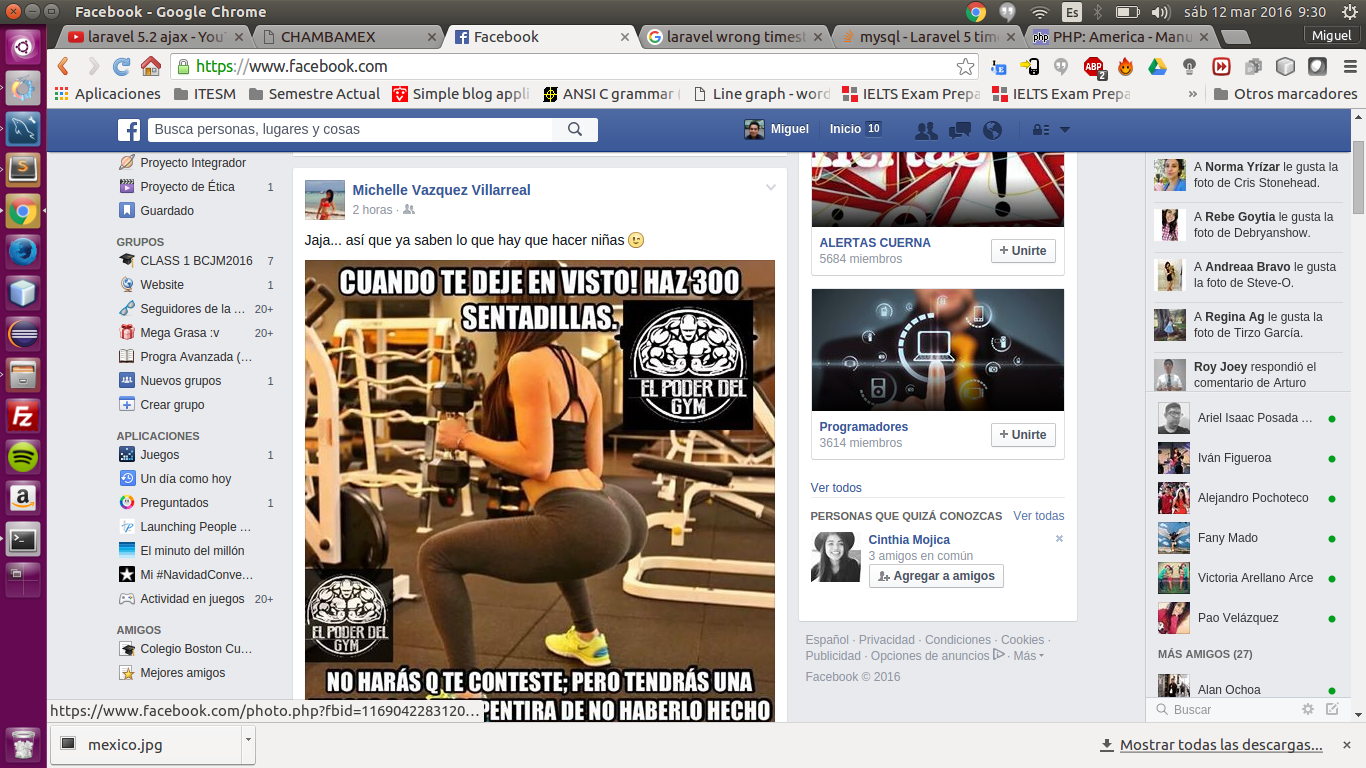 Facebook - Google Chrome
Es
sáb 12 mar 2016 9:30
laravel 5.2 ajax - You
CHAMBAMEX
Facebook
laravel wrong timest
mysql - Laravel 5 time
PHP: America - Manu
Miguel
https://www.facebook.com
ABP
2
Aplicaciones
ITESM
Semestre Actual
Simple blog appli
ANSI C grammar (
Line graph - word
IELTS Exam Prepa
IELTS Exam Prepa
»
Otros marcadores
Busca personas, lugares y cosas
Miguel
Inicio 10
Proyecto Integrador
Proyecto de Ética 1
Guardado
GRUPOS
CLASS 1 BCJM2016 7
Website 1
Seguidores de la ... 20+
Mega Grasa :v 20+
Progra Avanzada (...
Nuevos grupos 1
Crear grupo
APLICACIONES
Juegos 1
Un día como hoy
Preguntados 1
Launching People ...
El minuto del millón
Mi #NavidadConve...
Actividad en juegos 20+
AMIGOS
Colegio Boston Cu...
Mejores amigos
Michelle Vazquez Villarreal
2 horas ·
Jaja... así que ya saben lo que hay que hacer niñas
CUANDO TE DEJE EN VISTO! HAZ 300
SENTADILLAS.
EL PODER DEL
GYM
EL PODER DEL
GYM
NO HARÁS Q TE CONTESTE; PERO TENDRÁS UNA
PENTIRA DE NO HABERLO HECHO
ALERTAS CUERNA
5684 miembros
+ Unirte
Programadores
3614 miembros
+ Unirte
Ver todos
PERSONAS QUE QUIZÁ CONOZCAS Ver todas
Cinthia Mojica
3 amigos en común
Agregar a amigos
Español · Privacidad · Condiciones · Cookies ·
Publicidad · Opciones de anuncios · Más
Facebook © 2016
A Norma Yrízar le gusta la
foto de Cris Stonehead.
A Rebe Goytia le gusta la
foto de Debryanshow.
A Andreaa Bravo le gusta
la foto de Steve-O.
A Regina Ag le gusta la
foto de Tirzo García.
Roy Joey respondió el
comentario de Arturo
Ariel Isaac Posada ...
Iván Figueroa
Alejandro Pochoteco
Fany Mado
Victoria Arellano Arce
Pao Velázquez
MÁS AMIGOS (27)
Alan Ochoa
Buscar
https://www.facebook.com/photo.php?fbid=1169042283120...
mexico.jpg
Mostrar todas las descargas...